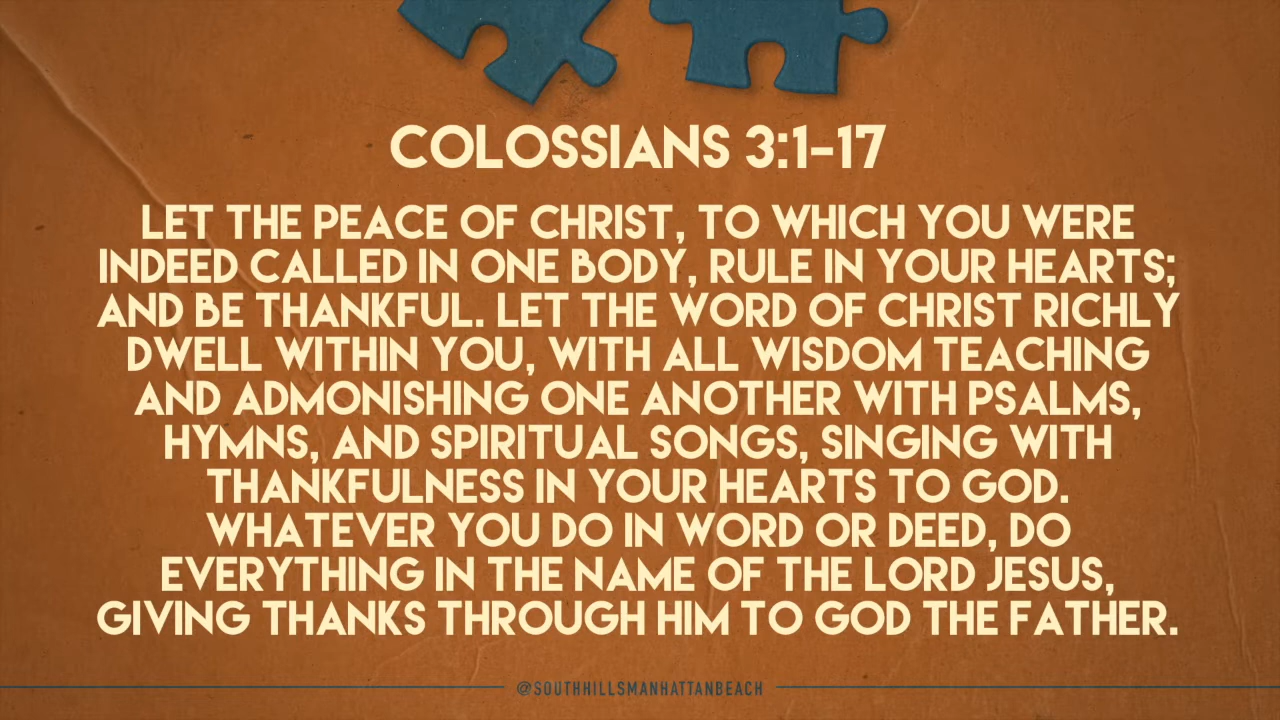 COLOSSIANS 3:1-17
LET THE PEACE OF CHRIST, TO WHICH YOU WERE
INDEED CALLED IN ONE BODY, RULE IN YOUR HEARTS;
AND BE THANKFUL. LET THE WORD OF CHRIST RICHLY
DWELL WITHIN YOU, WITH ALL WISDOM TEACHING
AND ADMONISHING ONE ANOTHER WITH PSALMS,
HYMNS, AND SPIRITUAL SONGS, SINGING WITH
THANKFULNESS IN YOUR HEARTS TO GOD.
WHATEVER YOU DO IN WORD OR DEED, DO
EVERYTHING IN THE NAME OF THE LORD JESUS,
GIVING THANKS THROUGH HIM TO GOD THE FATHER.
@SOUTHHILLSMANHATTANBEACH